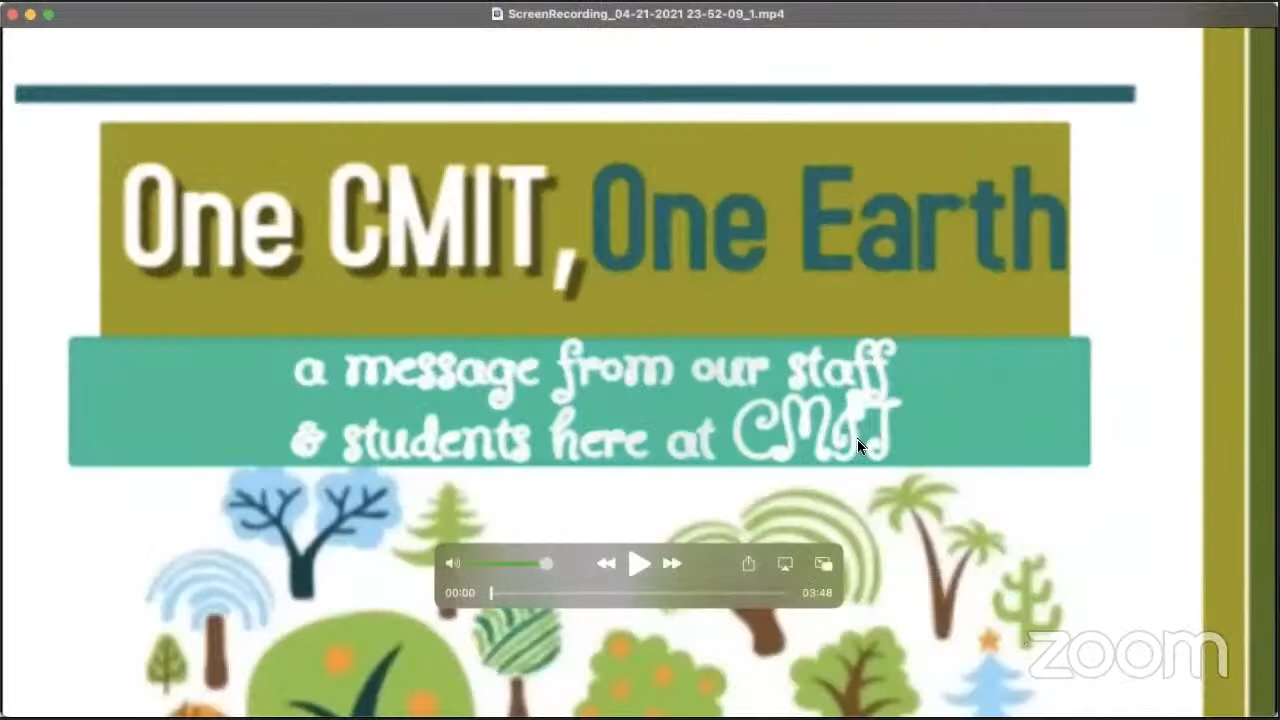 ScreenRecording_04-21-2021 23-52-09_1.mp4
One CMIT, One Earth
a message from our staff
& students here at CMIT
00:00
03:48
zoom